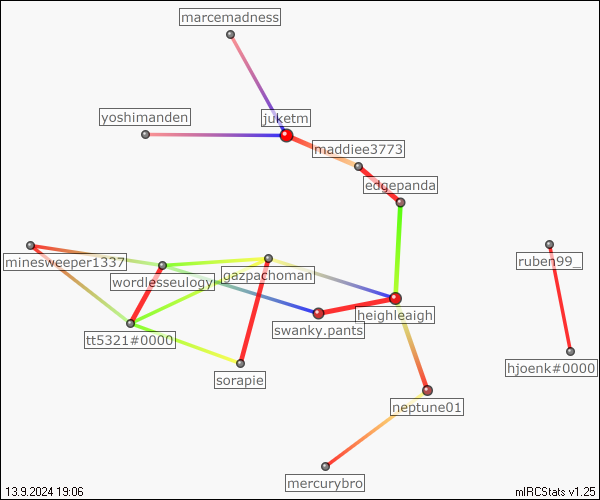 marcemadness
yoshimanden
juketm
maddiee3773
edgepanda
minesweeper1337
wordlesseulogy
gazpachoman
ruben99_
swanky.pants
heighleaigh
tt5321#0000
sorapie
hjoenk#0000
neptune01
mercurybro
13.9.2024 19:06
mIRCStats v1.25